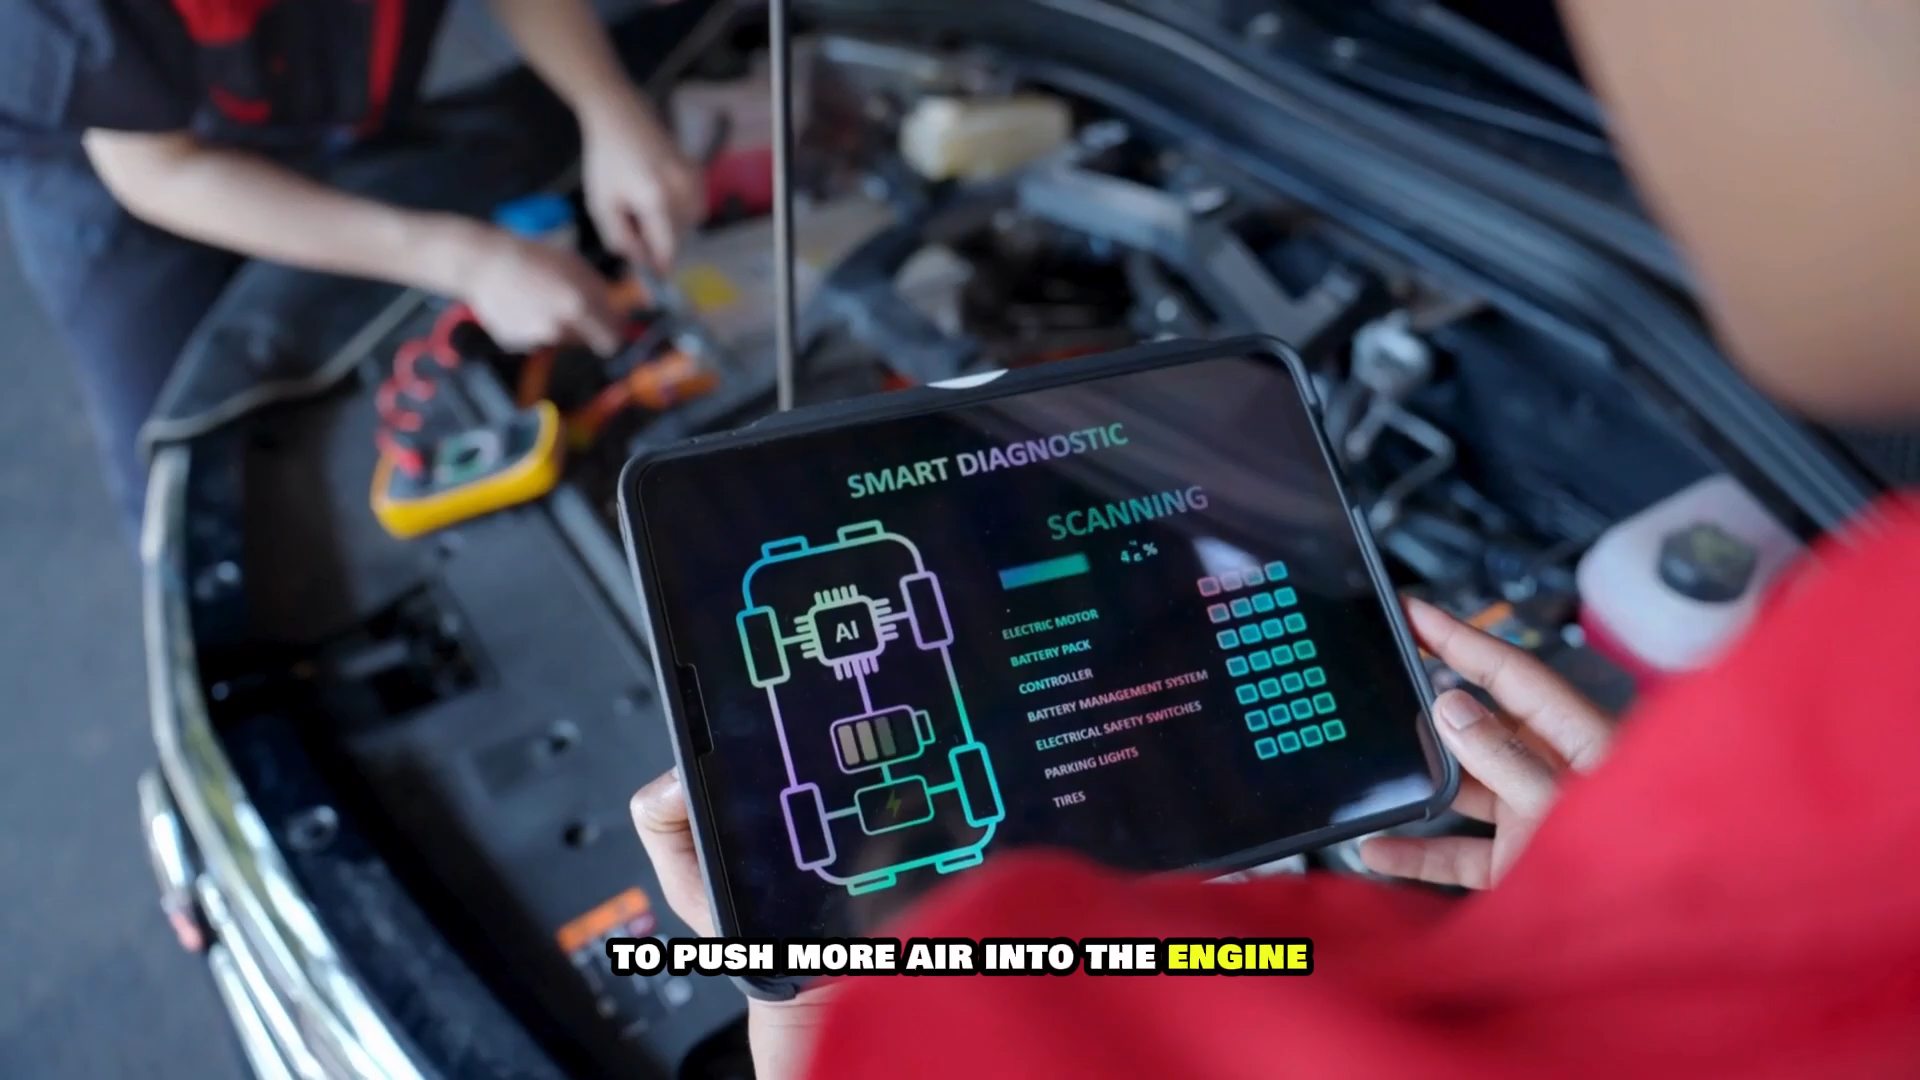 SMART DIAGNOSTIC
SCANNING
AI
ELECTRIC MOTOR
BATTERY PACK
CONTROLLER
BATTERY MANAGEMENT SYSTEM
ELECTRICAL SAFETY SWITCHES
PARKING LIGHTS
TIRES
TO PUSH MORE AIR INTO THE ENGINE